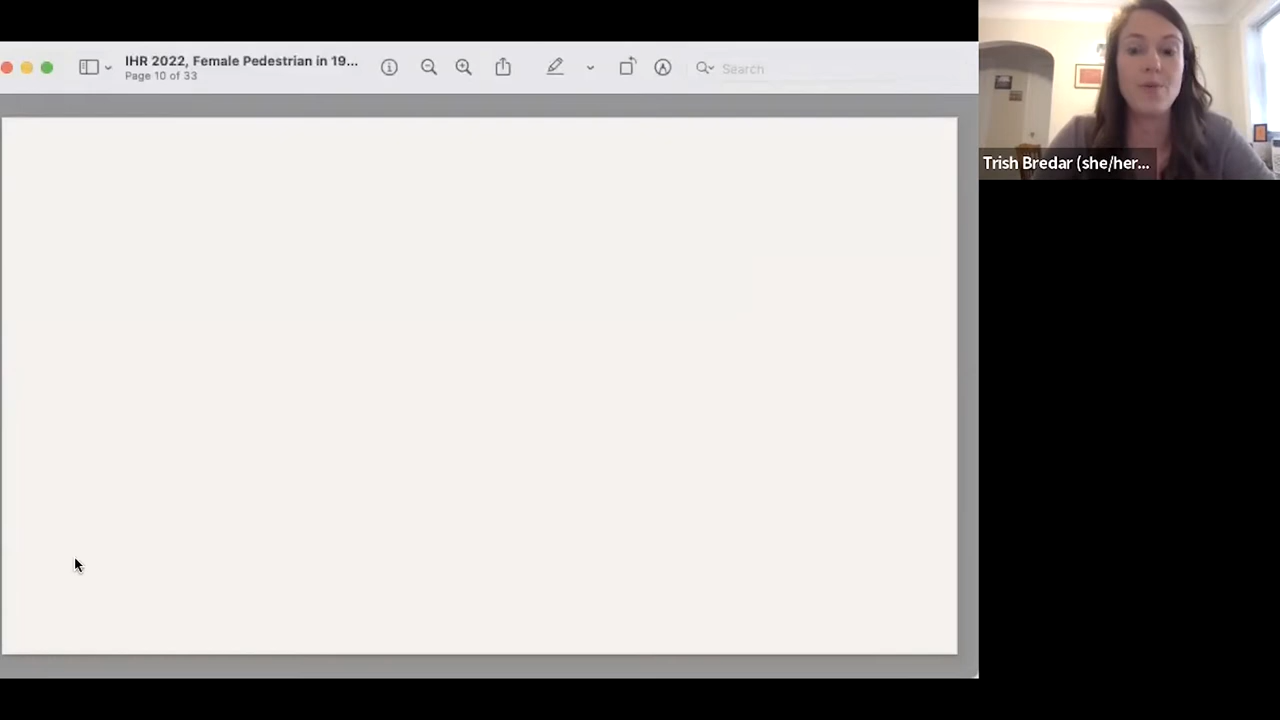 IHR 2022, Female Pedestrian in 19...
Page 10 of 33
Search
Trish Bredar (she/her...